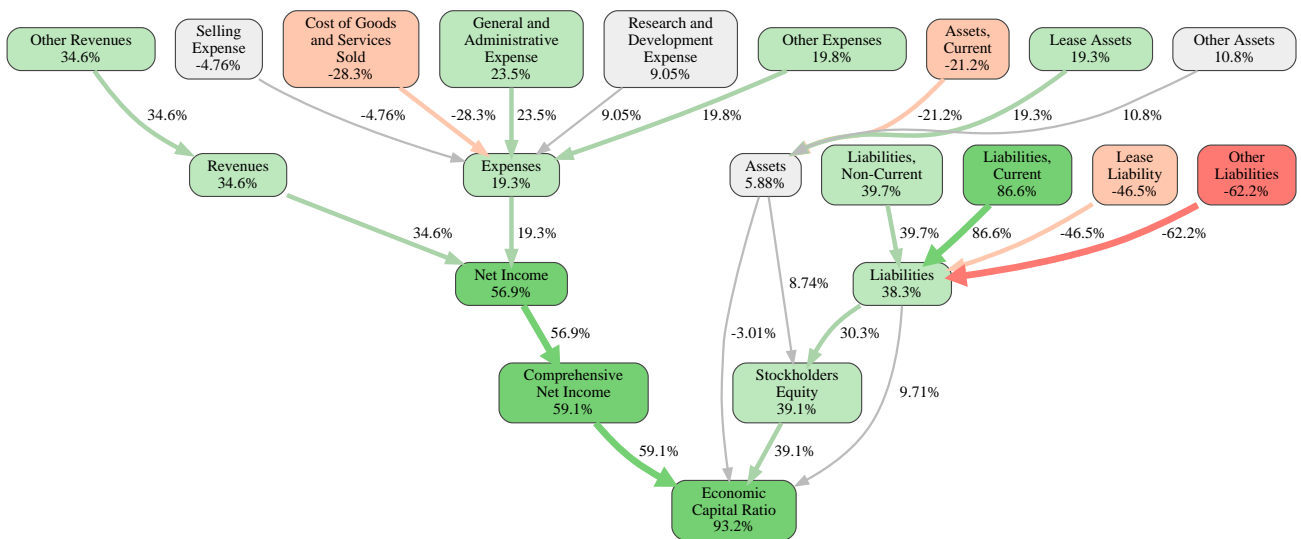 Other Revenues
34.6%
Selling
Expense
-4.76%
Cost of Goods
and Services
Sold
-28.3%
General and
Administrative
Expense
23.5%
Research and
Development
Expense
9.05%
Other Expenses
19.8%
Assets,
Current
-21.2%
Lease Assets
19.3%
Other Assets
10.8%
34.6%
-4.76%
-28.3%
23.5%
9.05%
19.8%
-21.2%
19.3%
10.8%
Revenues
34.6%
Expenses
19.3%
Assets
5.88%
Liabilities,
Non-Current
39.7%
Liabilities,
Current
86.6%
Lease
Liability
-46.5%
Other
Liabilities
-62.2%
34.6%
19.3%
39.7%
86.6%
-46.5%
-62.2%
Net Income
56.9%
Liabilities
38.3%
8.74%
56.9%
-3.01%
30.3%
Comprehensive
Net Income
59.1%
Stockholders
Equity
39.1%
9.71%
59.1%
39.1%
Economic
Capital Ratio
93.2%